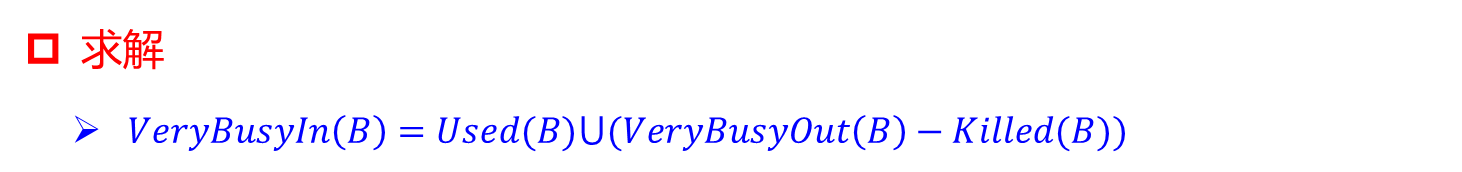 求解
VeryBusyIn(B) = Used(B)⋃(VeryBusyOut(B) − Killed(B))